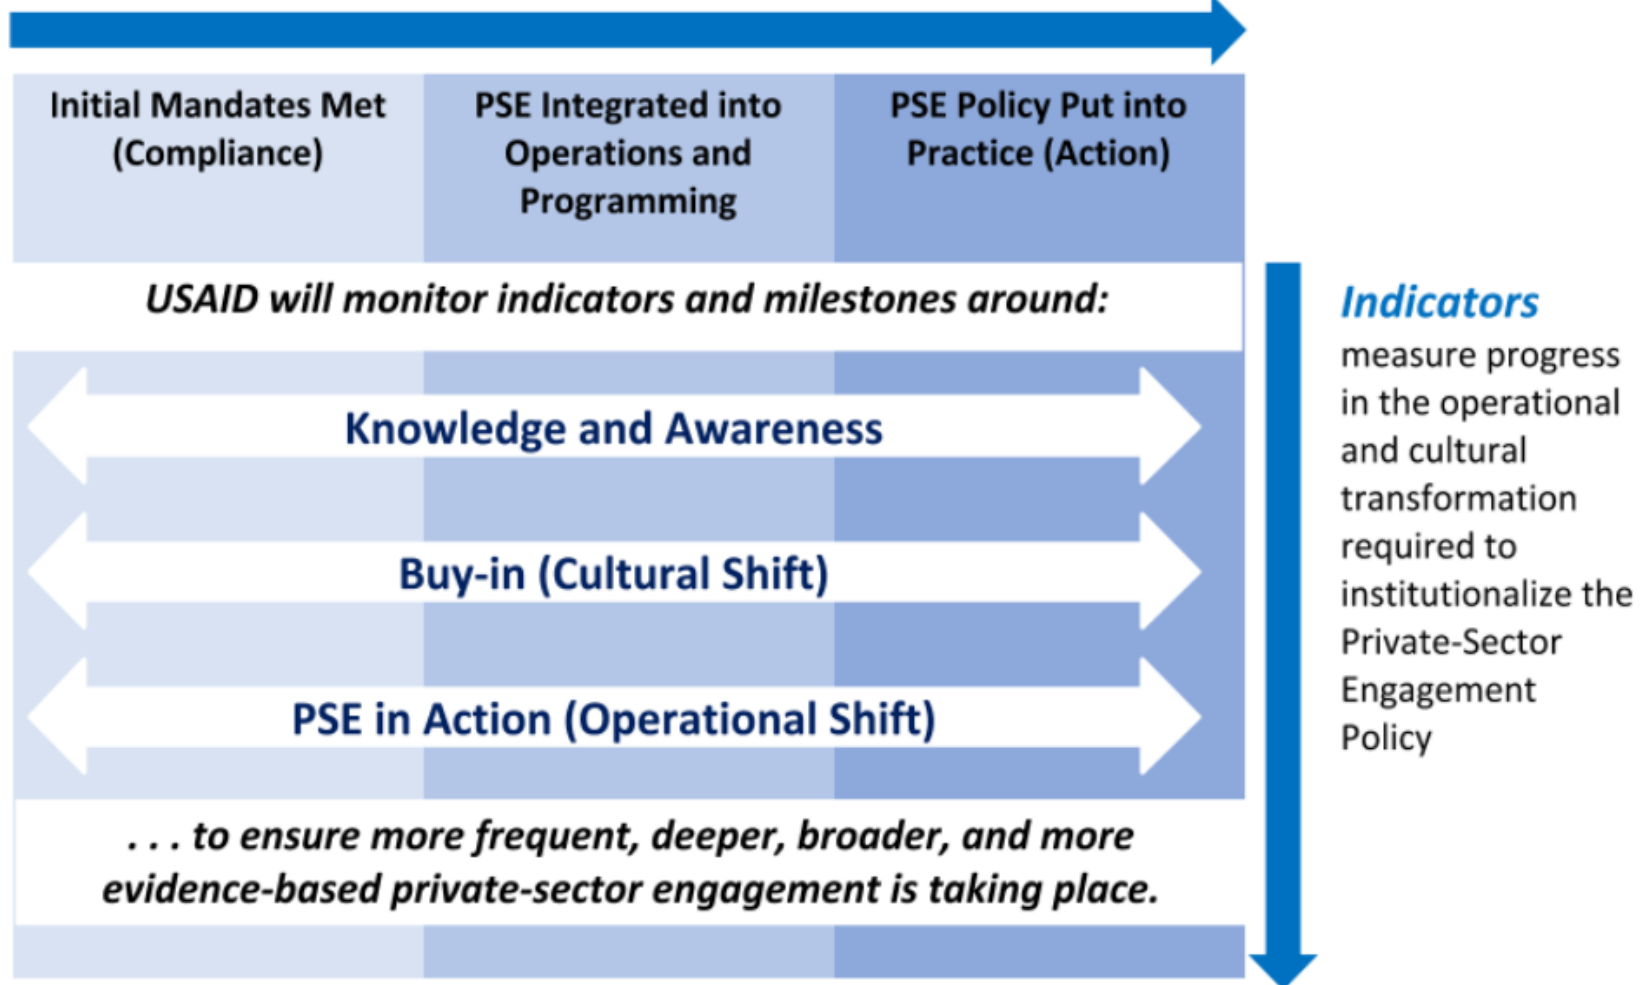 Initial Mandates Met
(Compliance)
PSE Integrated into
Operations and
Programming
PSE Policy Put into
Practice (Action)
USAID will monitor indicators and milestones around:
Knowledge and Awareness
Buy-in (Cultural Shift)
PSE in Action (Operational Shift)
. . . to ensure more frequent, deeper, broader, and more
evidence-based private-sector engagement is taking place.
Indicators
measure progress
in the operational
and cultural
transformation
required to
institutionalize the
Private-Sector
Engagement
Policy